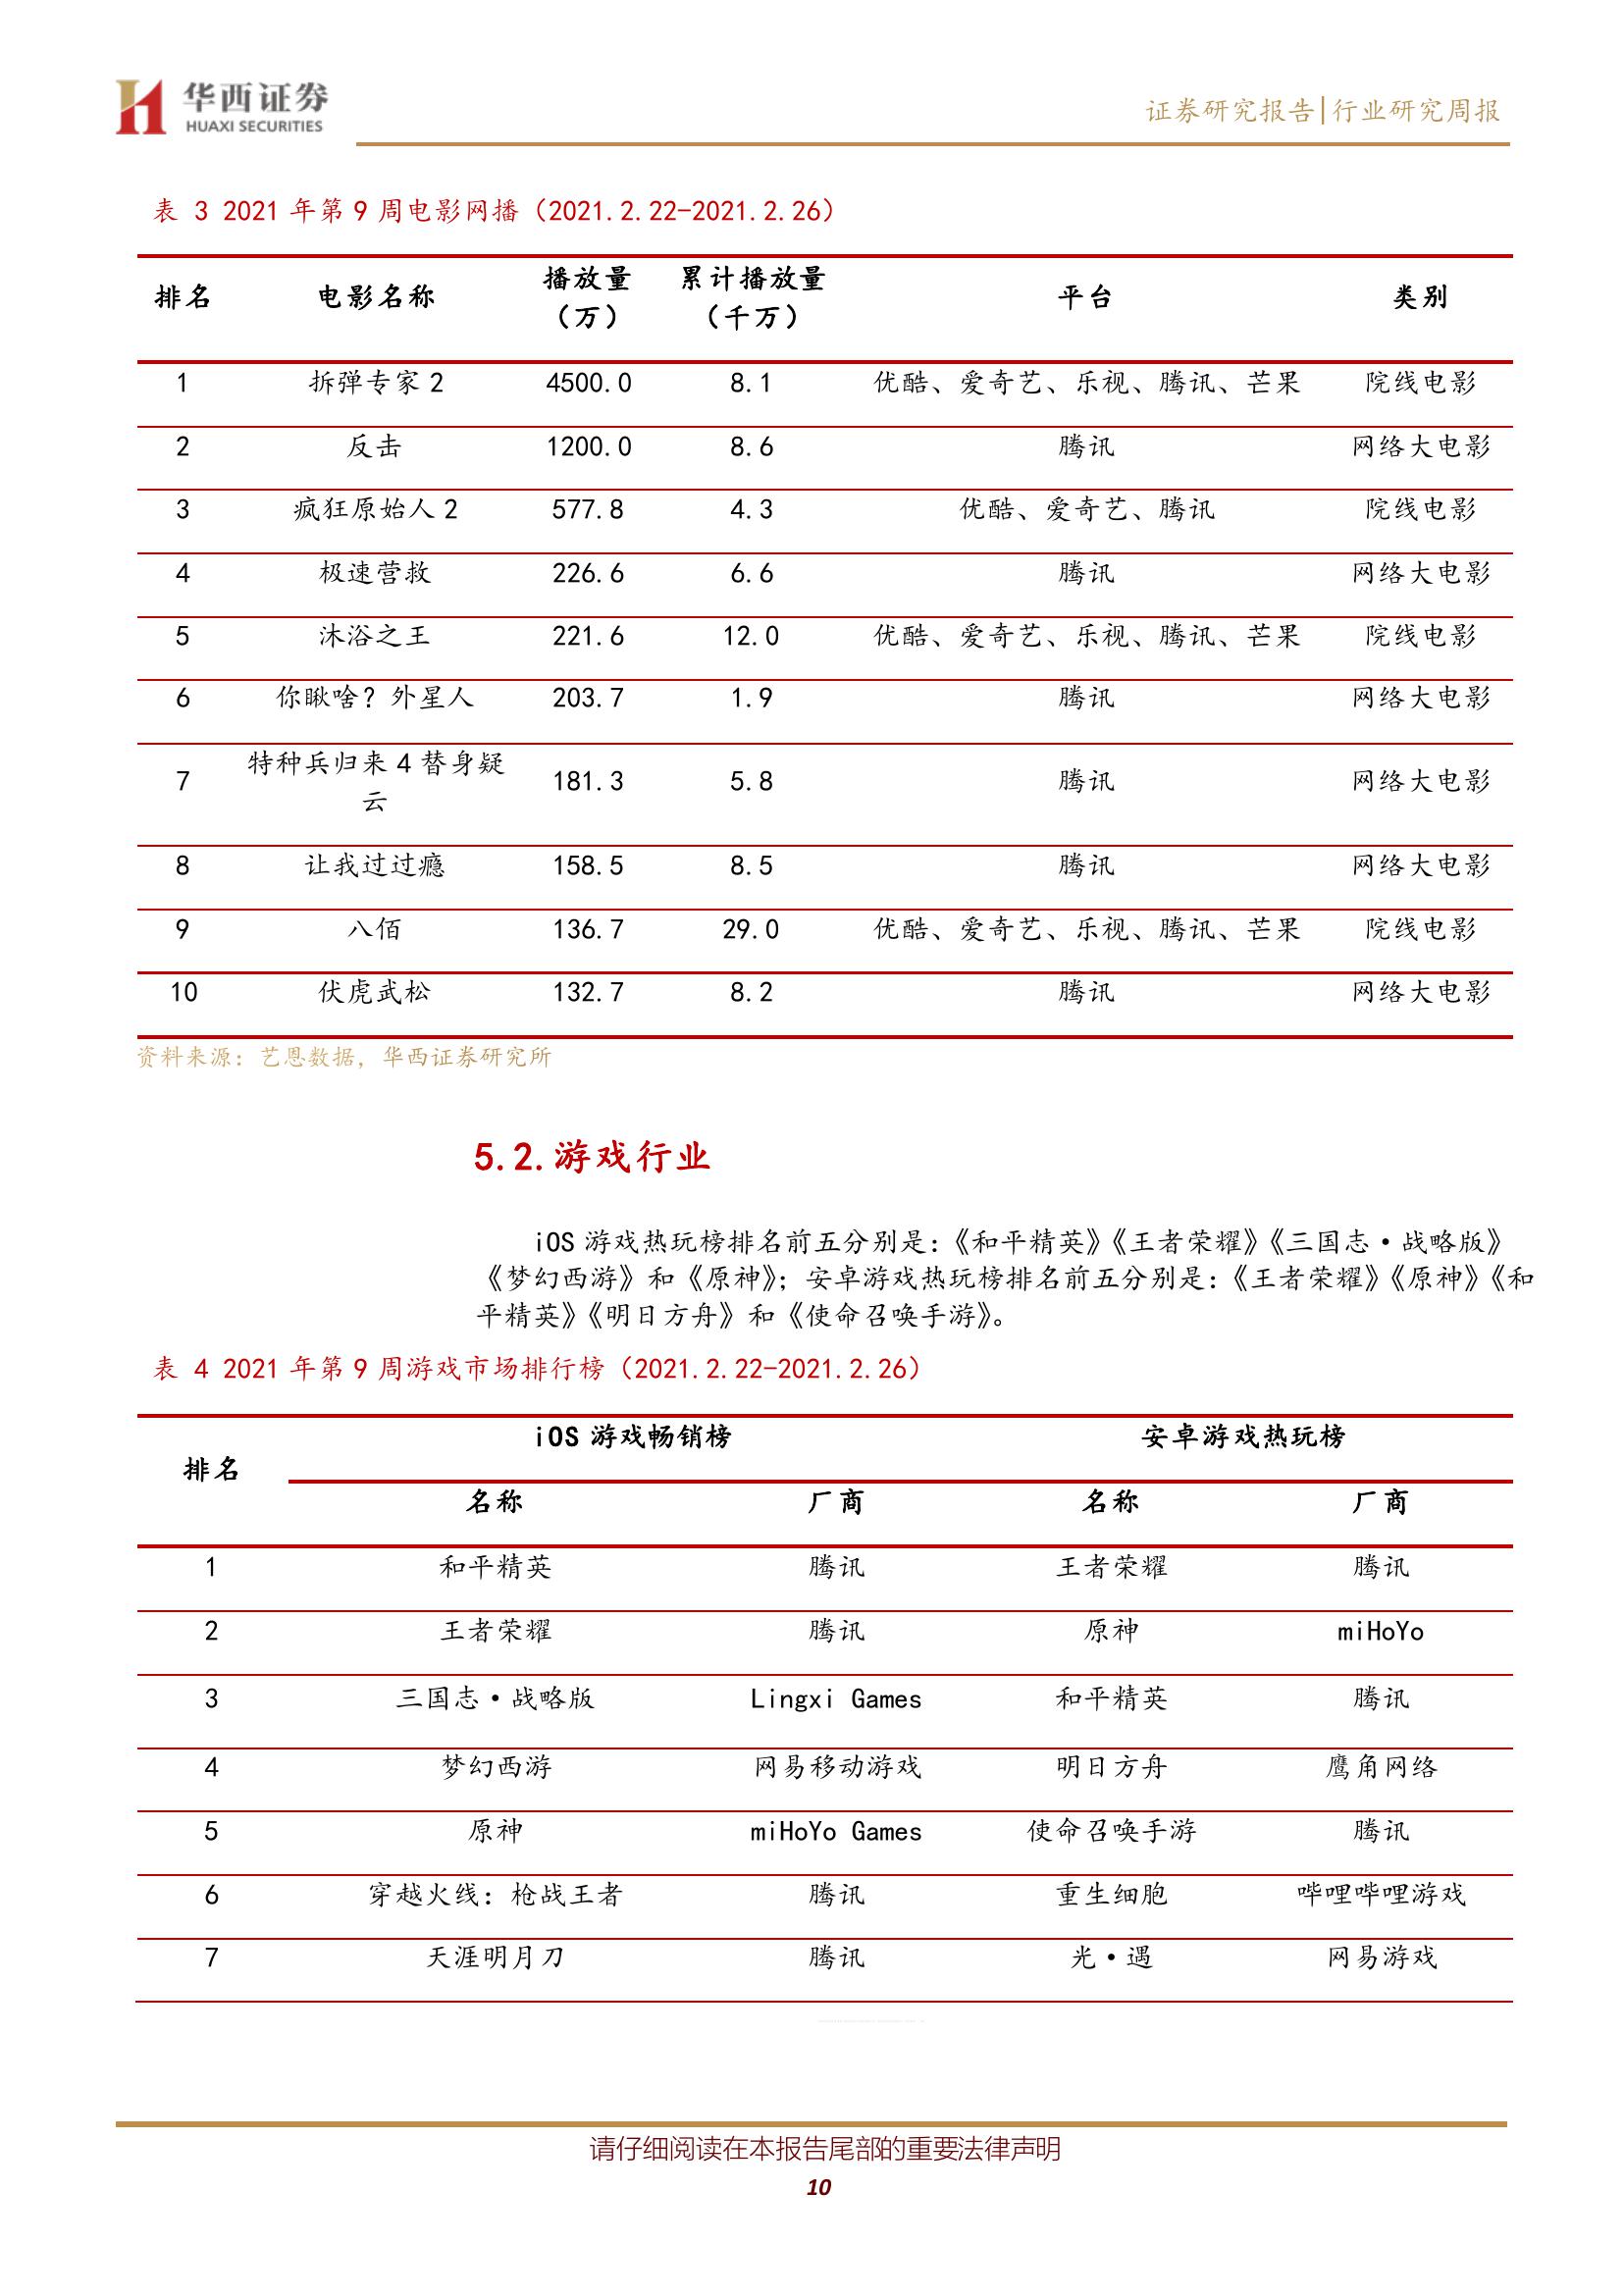 华西证券
HUAXI SECURITIES
证券研究报告|行业研究周报
表 3 2021 年第 9 周电影网播（2021.2.22-2021.2.26）
排名 电影名称 播放量（万） 累计播放量（千万） 平台 类别
1 拆弹专家 2 4500.0 8.1 优酷、爱奇艺、乐视、腾讯、芒果 院线电影
2 反击 1200.0 8.6 腾讯 网络大电影
3 疯狂原始人 2 577.8 4.3 优酷、爱奇艺、腾讯 院线电影
4 极速营救 226.6 6.6 腾讯 网络大电影
5 沐浴之王 221.6 12.0 优酷、爱奇艺、乐视、腾讯、芒果 院线电影
6 你瞅啥？外星人 203.7 1.9 腾讯 网络大电影
7 特种兵归来 4 替身疑云 181.3 5.8 腾讯 网络大电影
8 让我过过瘾 158.5 8.5 腾讯 网络大电影
9 八佰 136.7 29.0 优酷、爱奇艺、乐视、腾讯、芒果 院线电影
10 伏虎武松 132.7 8.2 腾讯 网络大电影
资料来源：艺恩数据，华西证券研究所
5.2.游戏行业
iOS 游戏热玩榜排名前五分别是：《和平精英》《王者荣耀》《三国志·战略版》
《梦幻西游》和《原神》；安卓游戏热玩榜排名前五分别是：《王者荣耀》《原神》《和
平精英》《明日方舟》和《使命召唤手游》。
表 4 2021 年第 9 周游戏市场排行榜（2021.2.22-2021.2.26）
排名 iOS 游戏畅销榜 安卓游戏热玩榜
名称 厂商 名称 厂商
1 和平精英 腾讯 王者荣耀 腾讯
2 王者荣耀 腾讯 原神 miHoYo
3 三国志·战略版 Lingxi Games 和平精英 腾讯
4 梦幻西游 网易移动游戏 明日方舟 鹰角网络
5 原神 miHoYo Games 使命召唤手游 腾讯
6 穿越火线：枪战王者 腾讯 重生细胞 哔哩哔哩游戏
7 天涯明月刀 腾讯 光·遇 网易游戏
请仔细阅读在本报告尾部的重要法律声明
10